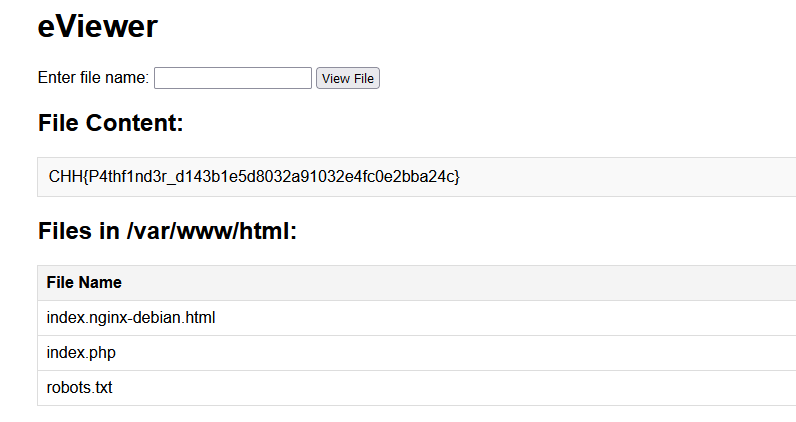 eViewer
Enter file name: View File
File Content:
CHH{P4thf1nd3r_d143b1e5d8032a91032e4fc0e2bba24c}
Files in /var/www/html:
File Name
index.nginx-debian.html
index.php
robots.txt